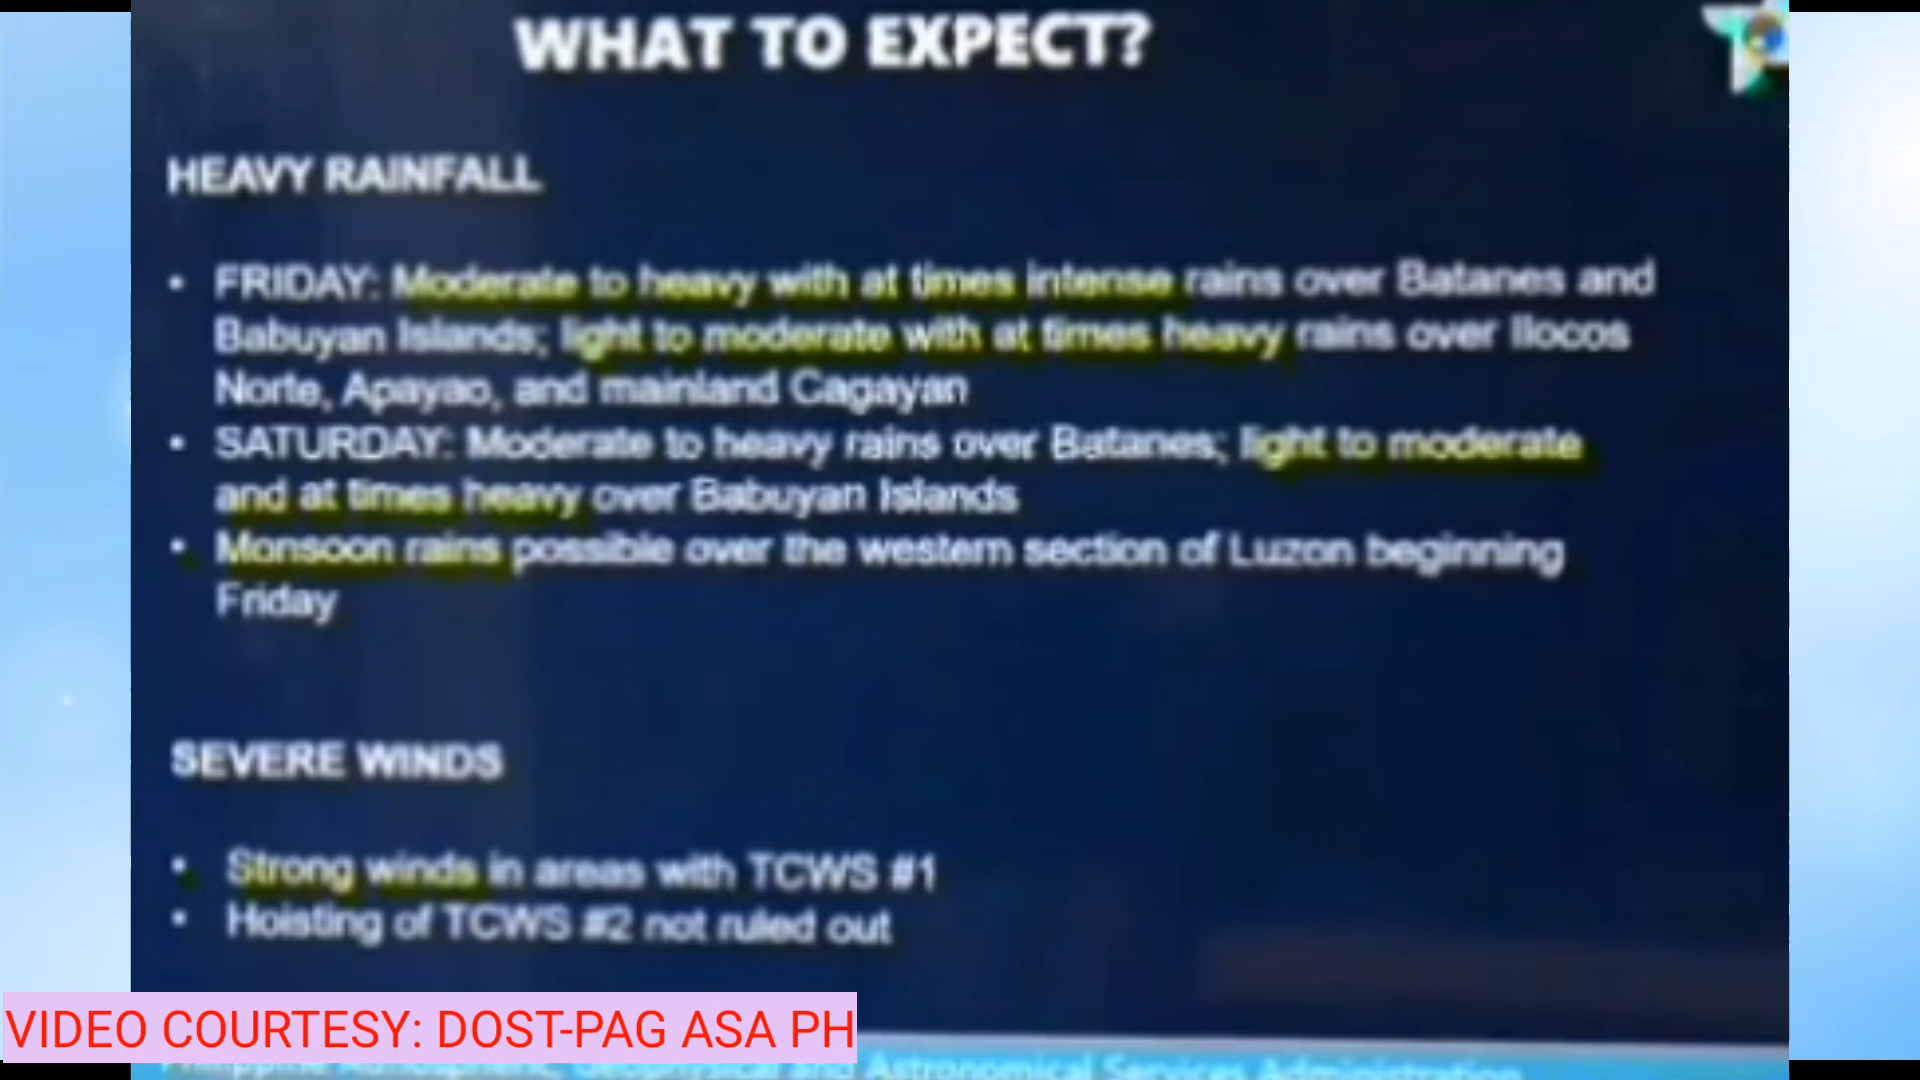 WHAT TO EXPECT?
HEAVY RAINFALL
• FRIDAY: Moderate to heavy with at times intense rains over Batanes and
Babuyan Islands; light to moderate with at times heavy rains over Ilocos
Norte, Apayao, and mainland Cagayan
• SATURDAY: Moderate to heavy rains over Batanes; light to moderate
and at times heavy over Babuyan Islands
• Monsoon rains possible over the western section of Luzon beginning
Friday
SEVERE WINDS
• Strong winds in areas with TCWS #1
• Hoisting of TCWS #2 not ruled out
VIDEO COURTESY: DOST-PAG ASA PH
Philippine Atmospheric, Geophysical and Astronomical Services Administration